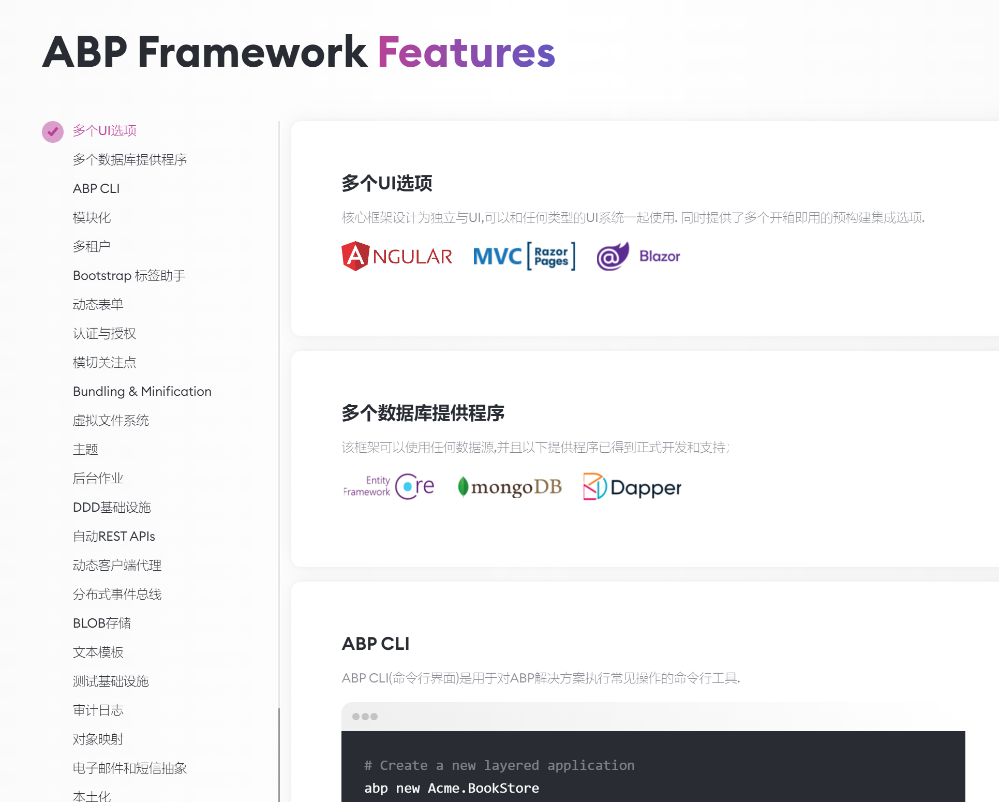 ABP Framework Features
多个UI选项
多个数据库提供程序
ABP CLI
模块化
多租户
Bootstrap 标签助手
动态表单
认证与授权
横切关注点
Bundling & Minification
虚拟文件系统
主题
后台作业
DDD基础设施
自动REST APIs
动态客户端代理
分布式事件总线
BLOB存储
文本模板
测试基础设施
审计日志
对象映射
电子邮件和短信抽象
本土化
多个UI选项
核心框架设计为独立与UI,可以和任何类型的UI系统一起使用. 同时提供了多个开箱即用的预构建集成选项.
ANGULAR
MVC [Razor Pages]
Blazor
多个数据库提供程序
该框架可以使用任何数据源,并且以下提供程序已得到正式开发和支持;
Entity Framework Core
mongoDB
Dapper
ABP CLI
ABP CLI(命令行界面)是用于对ABP解决方案执行常见操作的命令行工具.
# Create a new layered application
abp new Acme.BookStore